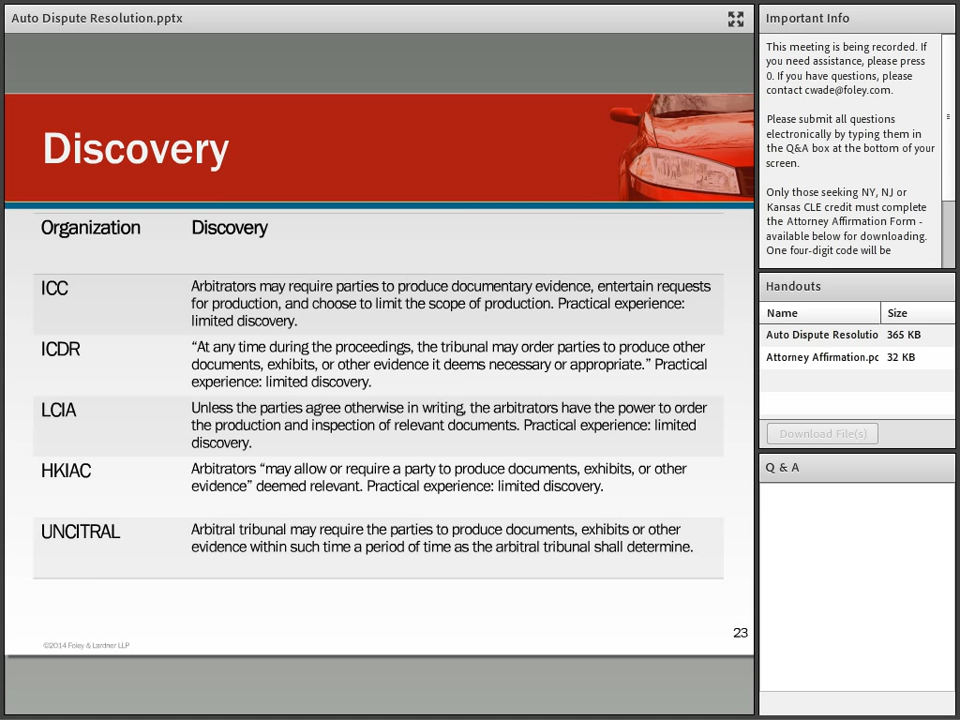 Auto Dispute Resolution.pptx
Discovery
Organization Discovery
ICC Arbitrators may require parties to produce documentary evidence, entertain requests
for production, and choose to limit the scope of production. Practical experience:
limited discovery.
ICDR “At any time during the proceedings, the tribunal may order parties to produce other
documents, exhibits, or other evidence it deems necessary or appropriate.” Practical
experience: limited discovery.
LCIA Unless the parties agree otherwise in writing, the arbitrators have the power to order
the production and inspection of relevant documents. Practical experience: limited
discovery.
HKIAC Arbitrators “may allow or require a party to produce documents, exhibits, or other
evidence” deemed relevant. Practical experience: limited discovery.
UNCITRAL Arbitral tribunal may require the parties to produce documents, exhibits or other
evidence within such time a period of time as the arbitral tribunal shall determine.
23
©2014 Foley & Lardner LLP
Important Info
This meeting is being recorded. If
you need assistance, please press
0. If you have questions, please
contact cwade@foley.com.
Please submit all questions
electronically by typing them in
the Q&A box at the bottom of your
screen.
Only those seeking NY, NJ or
Kansas CLE credit must complete
the Attorney Affirmation Form -
available below for downloading.
One four-digit code will be
Handouts
Name Size
Auto Dispute Resolutio 365 KB
Attorney Affirmation.pc 32 KB
Download File(s)
Q & A